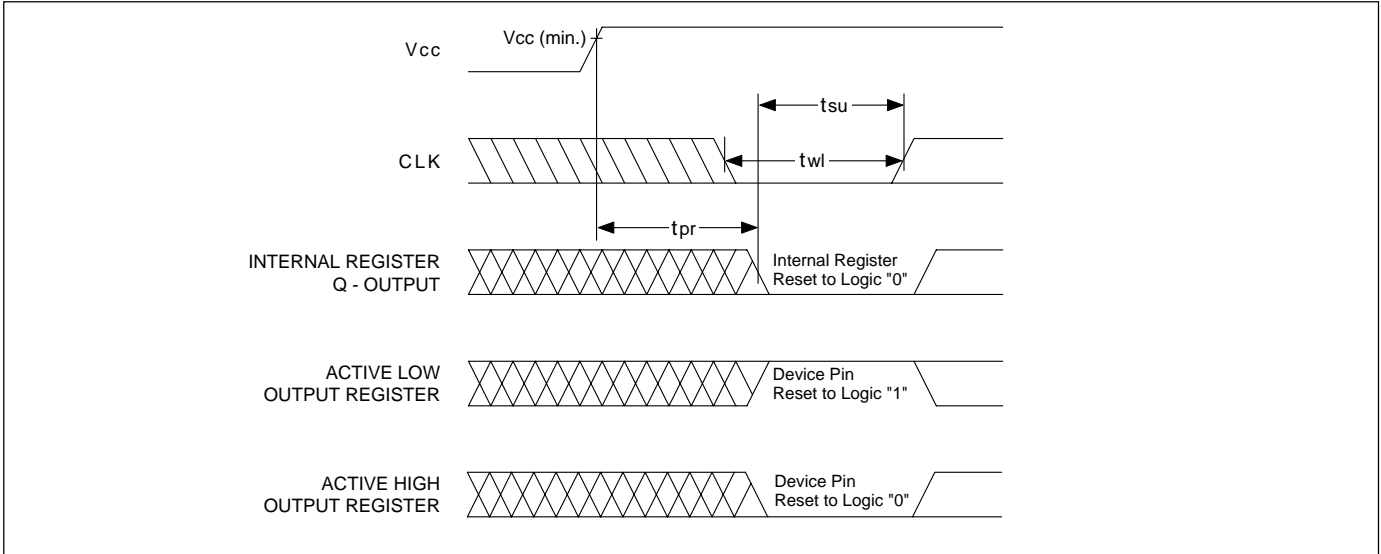 Vcc
Vcc (min.)
tsu
CLK
twl
tpr
INTERNAL REGISTER
Q - OUTPUT
Internal Register
Reset to Logic "0"
ACTIVE LOW
OUTPUT REGISTER
Device Pin
Reset to Logic "1"
ACTIVE HIGH
OUTPUT REGISTER
Device Pin
Reset to Logic "0"